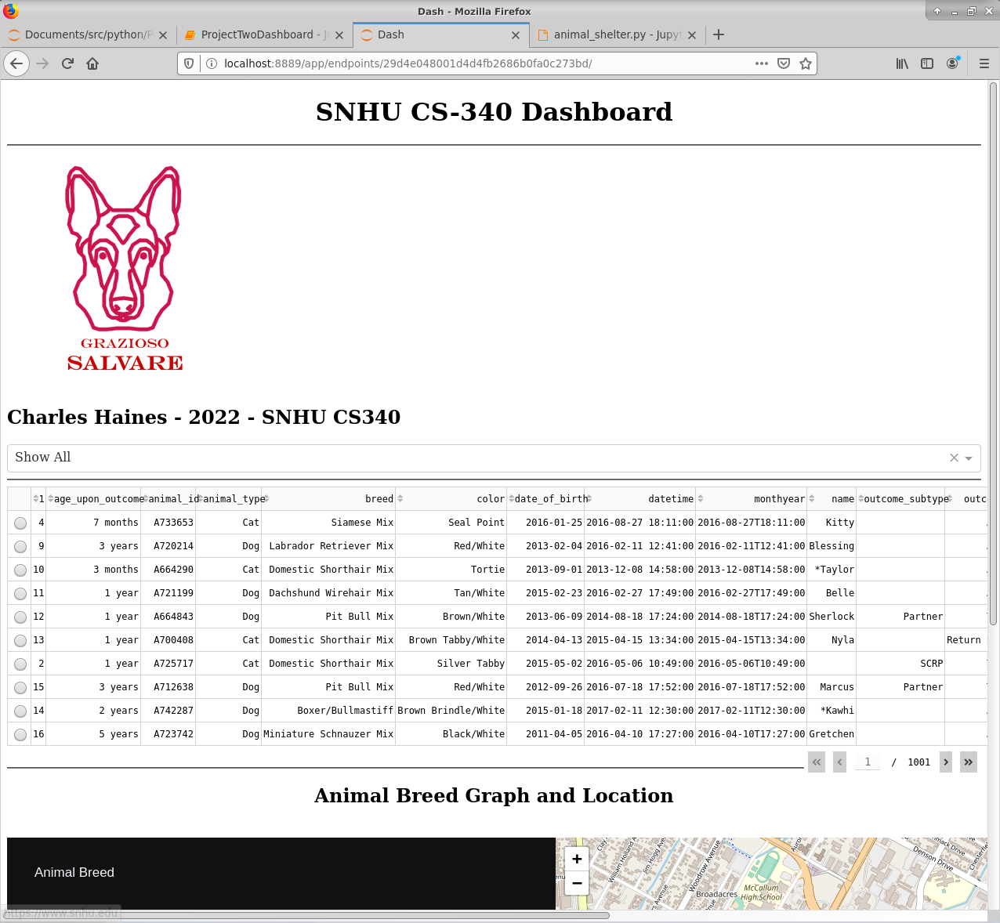 Dash - Mozilla Firefox
Documents/src/python/P
ProjectTwoDashboard - Ju
Dash
animal_shelter.py - Jupyt
localhost:8889/app/endpoints/29d4e048001d4d4fb2686b0fa0c273bd/
SNHU CS-340 Dashboard
GRAZIOSO
SALVARE
Charles Haines - 2022 - SNHU CS340
Show All
1 age_upon_outcome animal_id animal_type breed color date_of_birth datetime monthyear name outcome_subtype outc
4 7 months A733653 Cat Siamese Mix Seal Point 2016-01-25 2016-08-27 18:11:00 2016-08-27T18:11:00 Kitty
9 3 years A720214 Dog Labrador Retriever Mix Red/White 2013-02-04 2016-02-11 12:41:00 2016-02-11T12:41:00 Blessing
10 3 months A664290 Cat Domestic Shorthair Mix Tortie 2013-09-01 2013-12-08 14:58:00 2013-12-08T14:58:00 *Taylor
11 1 year A721199 Dog Dachshund Wirehair Mix Tan/White 2015-02-23 2016-02-27 17:49:00 2016-02-27T17:49:00 Belle
12 1 year A664843 Dog Pit Bull Mix Brown/White 2013-06-09 2014-08-18 17:24:00 2014-08-18T17:24:00 Sherlock Partner
13 1 year A700408 Cat Domestic Shorthair Mix Brown Tabby/White 2014-04-13 2015-04-15 13:34:00 2015-04-15T13:34:00 Nyla Return
2 1 year A725717 Cat Domestic Shorthair Mix Silver Tabby 2015-05-02 2016-05-06 10:49:00 2016-05-06T10:49:00 SCRP
15 3 years A712638 Dog Pit Bull Mix Red/White 2012-09-26 2016-07-18 17:52:00 2016-07-18T17:52:00 Marcus Partner
14 2 years A742287 Dog Boxer/Bullmastiff Brown Brindle/White 2015-01-18 2017-02-11 12:30:00 2017-02-11T12:30:00 *Kawhi
16 5 years A723742 Dog Miniature Schnauzer Mix Black/White 2011-04-05 2016-04-10 17:27:00 2016-04-10T17:27:00 Gretchen
1 / 1001
Animal Breed Graph and Location
Animal Breed
+
−
William Holland A
Jim Hogg Ave
Woodrow Avenue
Broadacres
McCallum
High School
Denson Drive
https://www.snhu.edu